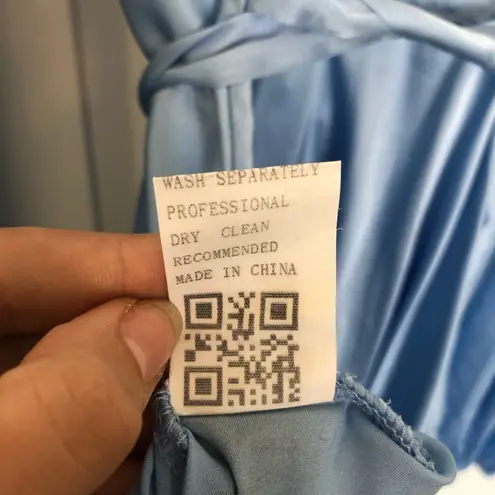 WASH SEPARATELY
PROFESSIONAL
DRY CLEAN
RECOMMENDED
MADE IN CHINA